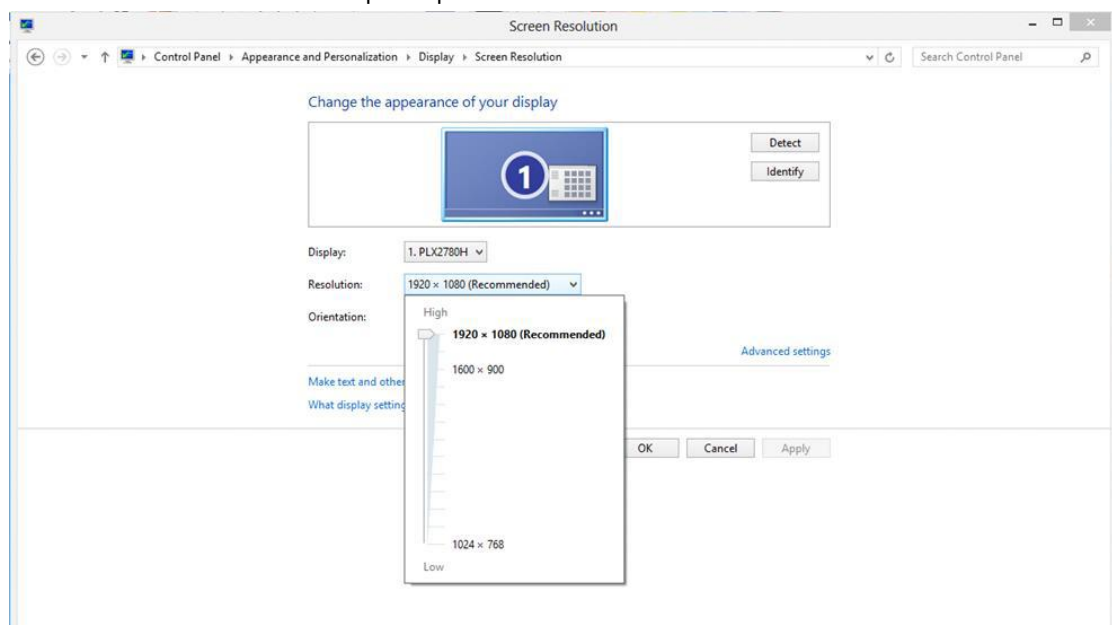 Screen Resolution
Control Panel Appearance and Personalization Display Screen Resolution Search Control Panel
Change the appearance of your display
Detect
1
Identify
Display: 1. PLX2780H
Resolution: 1920 × 1080 (Recommended)
Orientation:
High
1920 × 1080 (Recommended)
Advanced settings
1600 × 900
Make text and other
What display setting
OK Cancel Apply
1024 × 768
Low